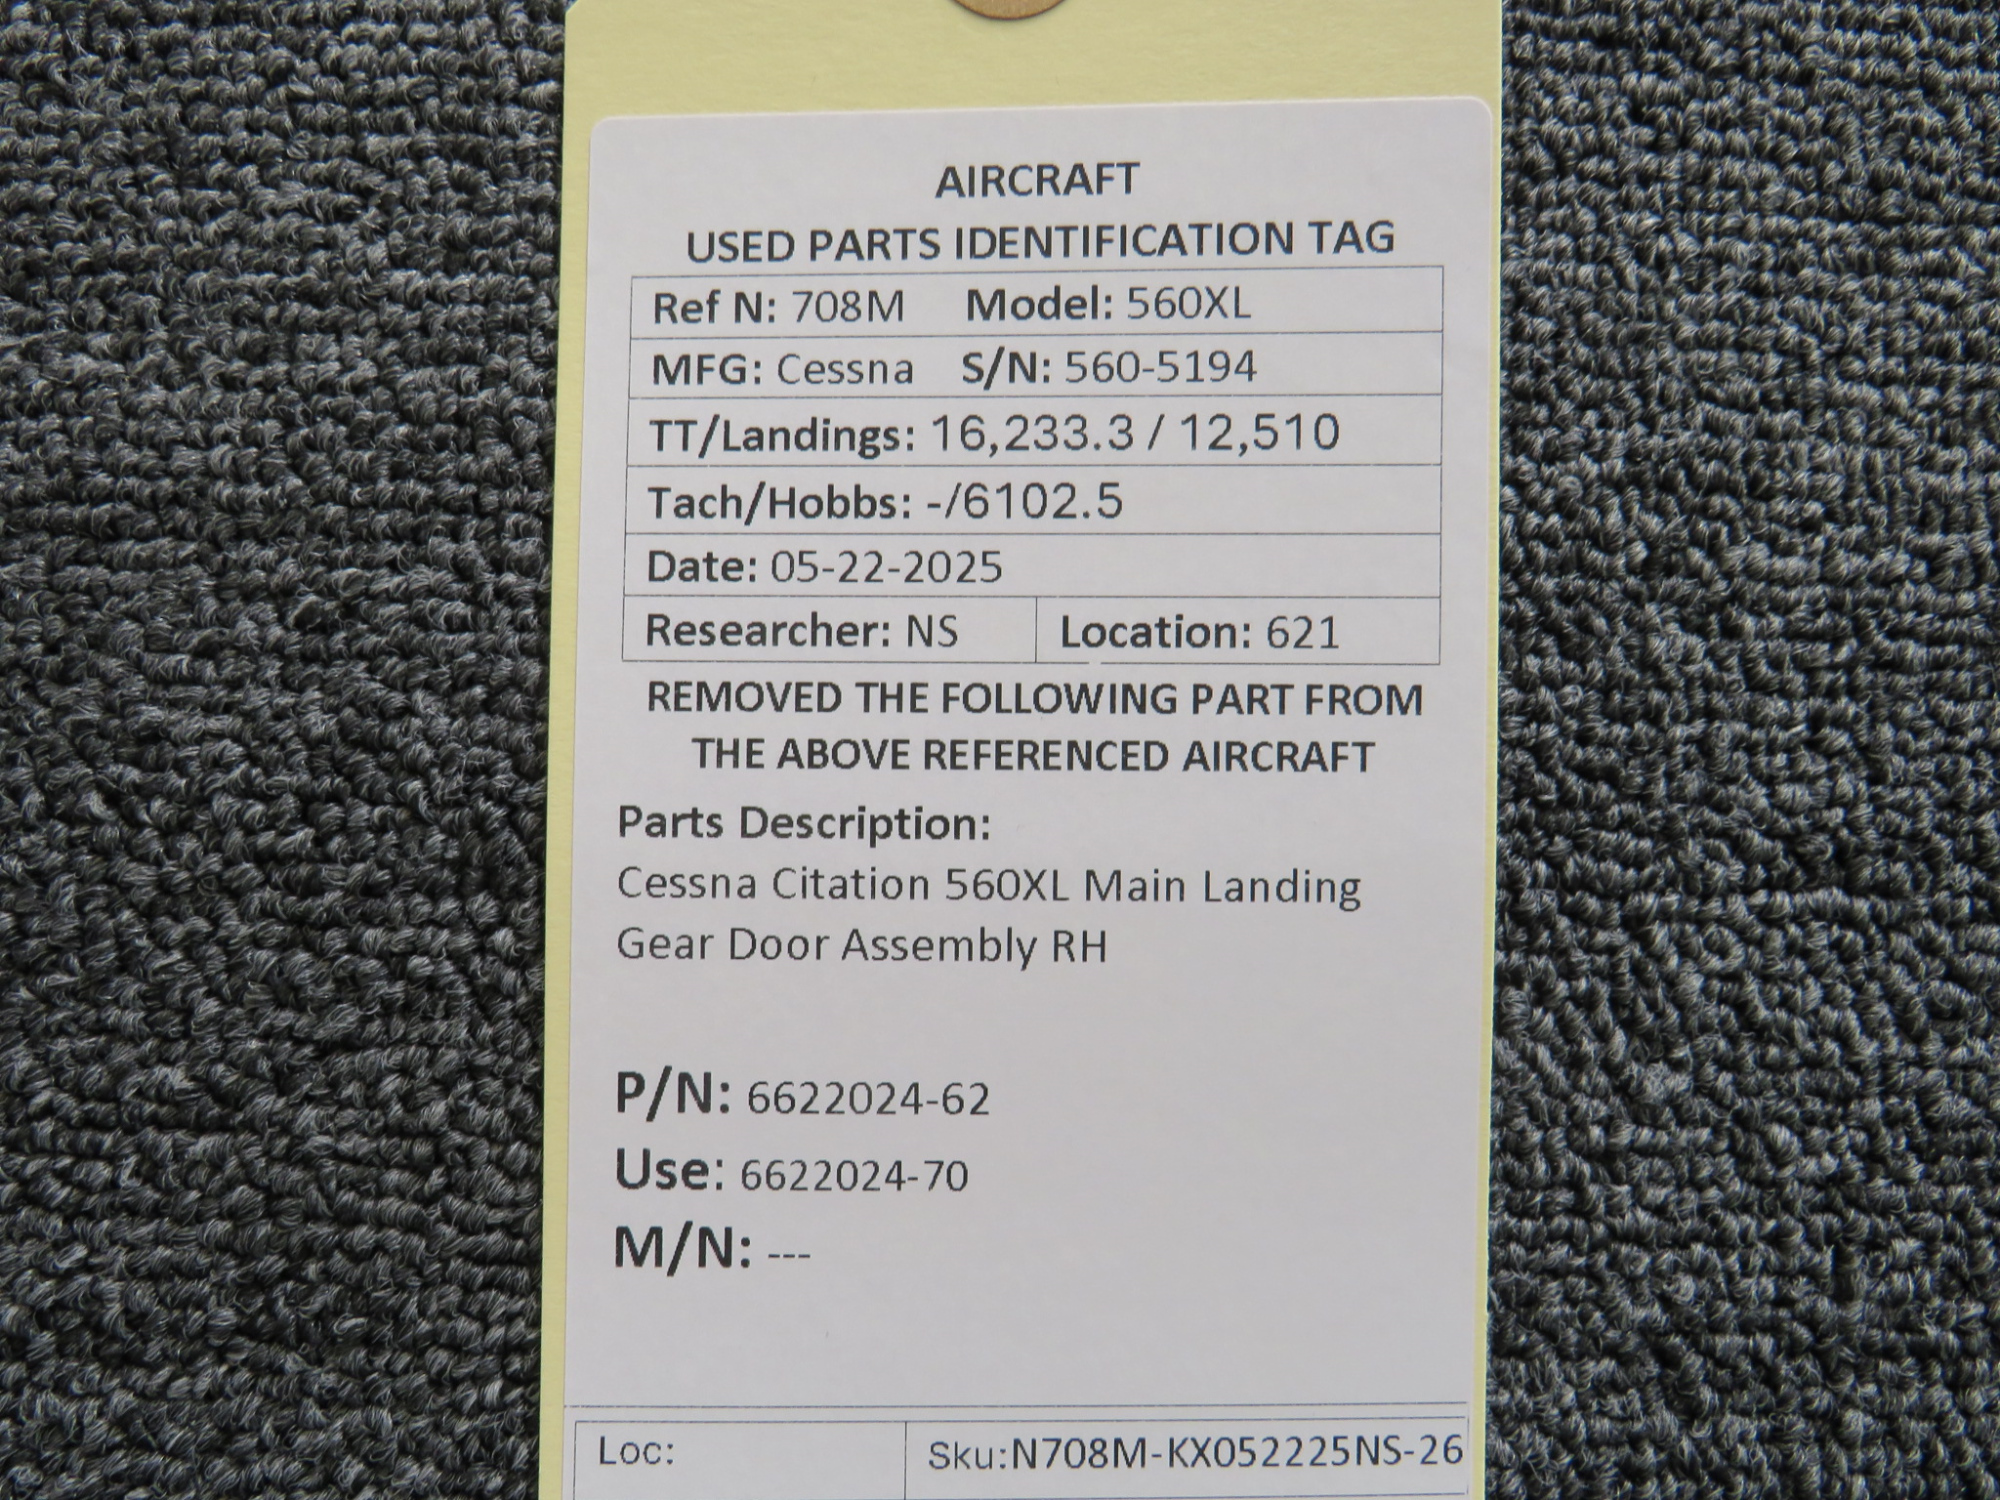 AIRCRAFT
USED PARTS IDENTIFICATION TAG
Ref N: 708M Model: 560XL
MFG: Cessna S/N: 560-5194
TT/Landings: 16,233.3 / 12,510
Tach/Hobbs: -/6102.5
Date: 05-22-2025
Researcher: NS Location: 621
REMOVED THE FOLLOWING PART FROM
THE ABOVE REFERENCED AIRCRAFT
Parts Description:
Cessna Citation 560XL Main Landing
Gear Door Assembly RH
P/N: 6622024-62
Use: 6622024-70
M/N: ---
Loc: Sku:N708M-KX052225NS-26